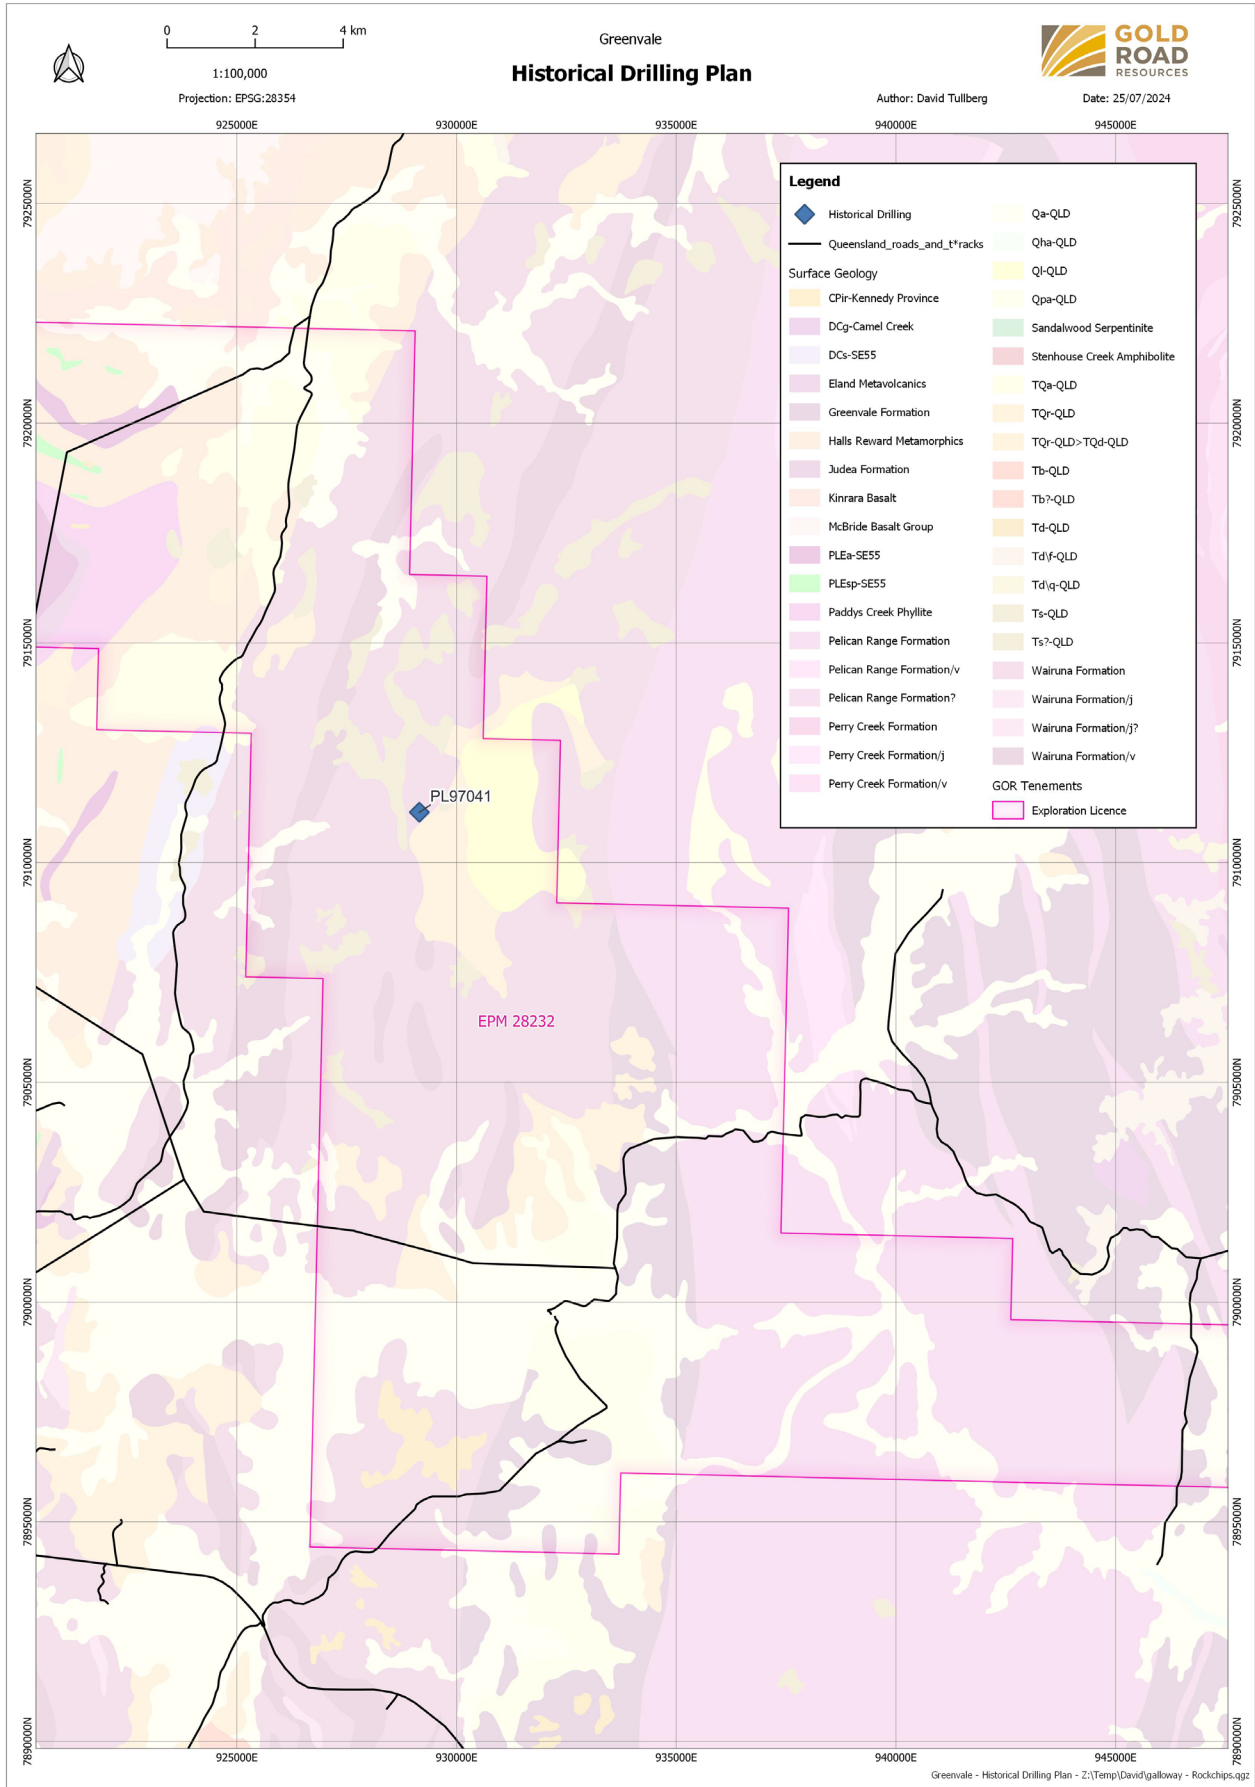 0 2 4 km
1:100,000
Projection: EPSG:28354
Greenvale
Historical Drilling Plan
GOLD
ROAD
RESOURCES
Author: David Tullberg
Date: 25/07/2024
925000E 930000E 935000E 940000E 945000E
7925000N 7925000N
7920000N 7920000N
7915000N 7915000N
7910000N 7910000N
7905000N 7905000N
7900000N 7900000N
7895000N 7895000N
7890000N 7890000N
Legend
Historical Drilling
Queensland_roads_and_t*racks
Surface Geology
CPir-Kennedy Province
DCg-Camel Creek
DCs-SE55
Eland Metavolcanics
Greenvale Formation
Halls Reward Metamorphics
Judea Formation
Kinrara Basalt
McBride Basalt Group
PLEa-SE55
PLEsp-SE55
Paddys Creek Phyllite
Pelican Range Formation
Pelican Range Formation/v
Pelican Range Formation?
Perry Creek Formation
Perry Creek Formation/j
Perry Creek Formation/v
Qa-QLD
Qha-QLD
Ql-QLD
Qpa-QLD
Sandalwood Serpentinite
Stenhouse Creek Amphibolite
TQa-QLD
TQr-QLD
TQr-QLD>TQd-QLD
Tb-QLD
Tb?-QLD
Td-QLD
Td\f-QLD
Td\q-QLD
Ts-QLD
Ts?-QLD
Wairuna Formation
Wairuna Formation/j
Wairuna Formation/j?
Wairuna Formation/v
GOR Tenements
Exploration Licence
PL97041
EPM 28232
925000E 930000E 935000E 940000E 945000E
Greenvale - Historical Drilling Plan - Z:\Temp\David\galloway - Rockchips.qgz